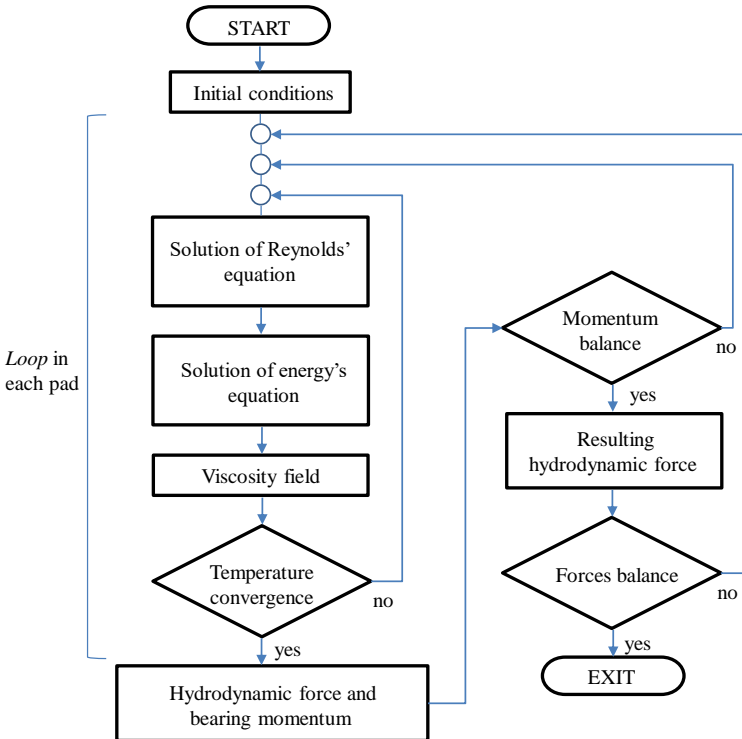 START
Initial conditions
Solution of Reynolds’
equation
Solution of energy’s
equation
Loop in
each pad
Viscosity field
Temperature
convergence
no
yes
Hydrodynamic force and
bearing momentum
Momentum
balance
no
yes
Resulting
hydrodynamic force
Forces balance
no
yes
EXIT